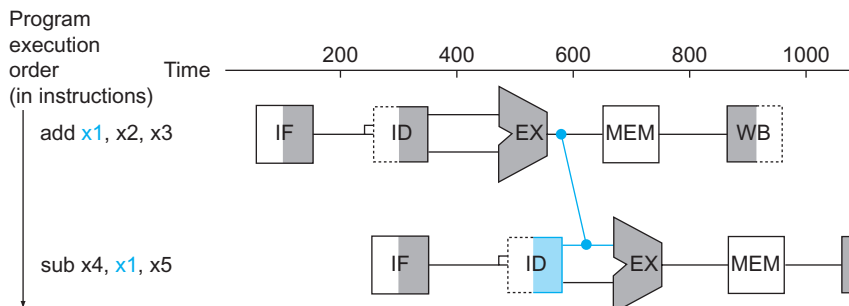 Program
execution
order
(in instructions)
Time
200 400 600 800 1000
add x1, x2, x3
IF ID EX MEM WB
sub x4, x1, x5
IF ID EX MEM